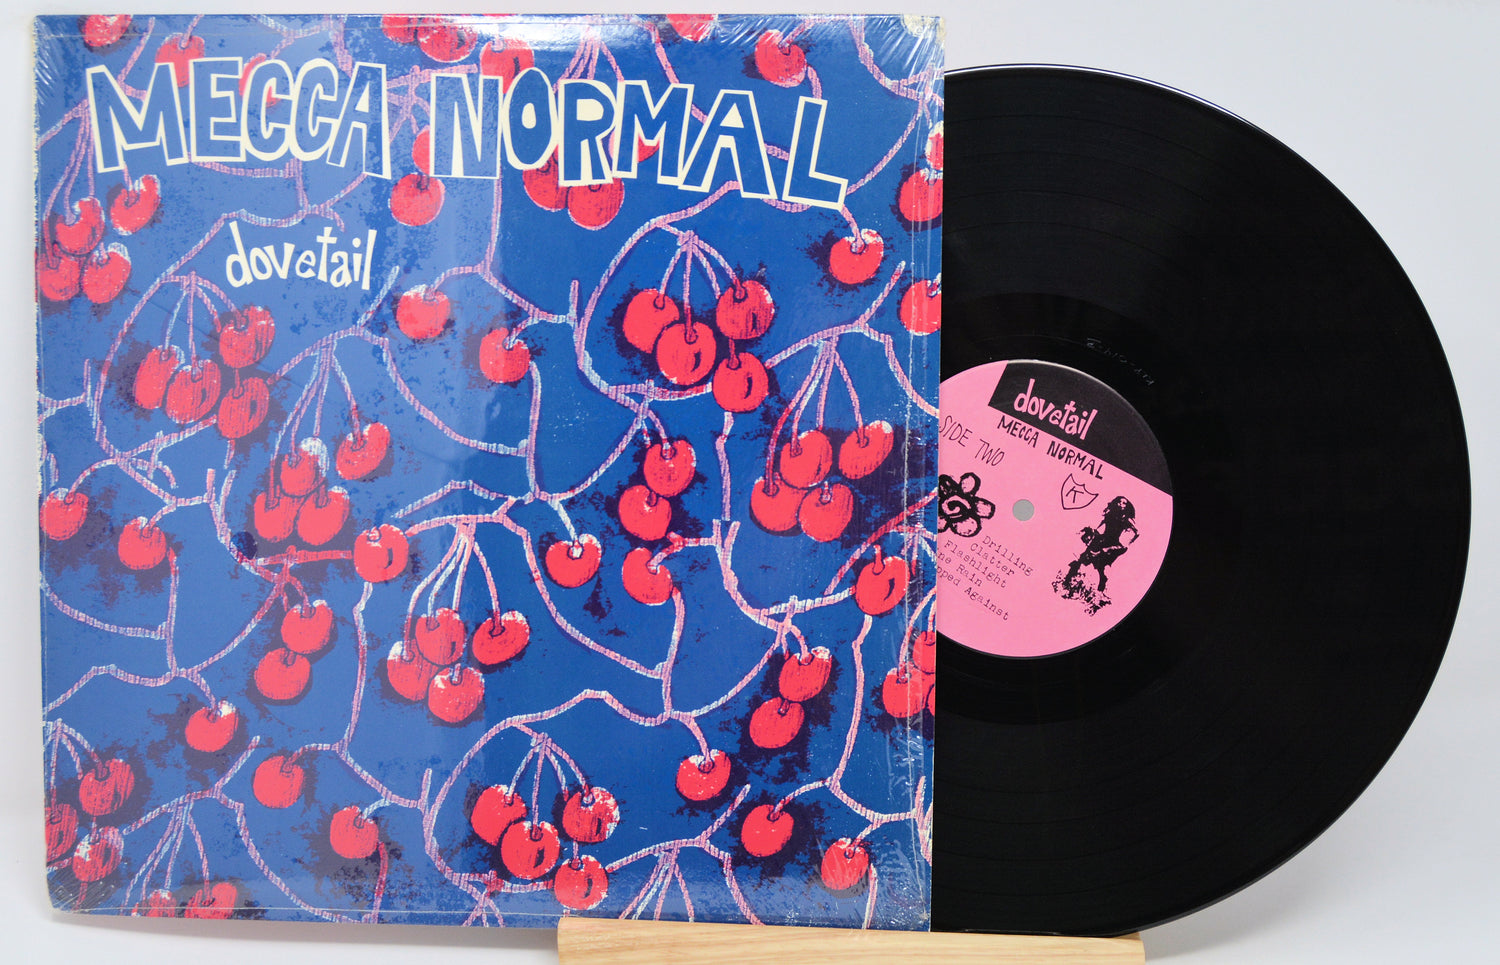 MECCA NORMAL
dovetail
dovetail
MECCA NORMAL
SIDE TWO
K
Drilling
Clatter
Flashlight
Rain
Against